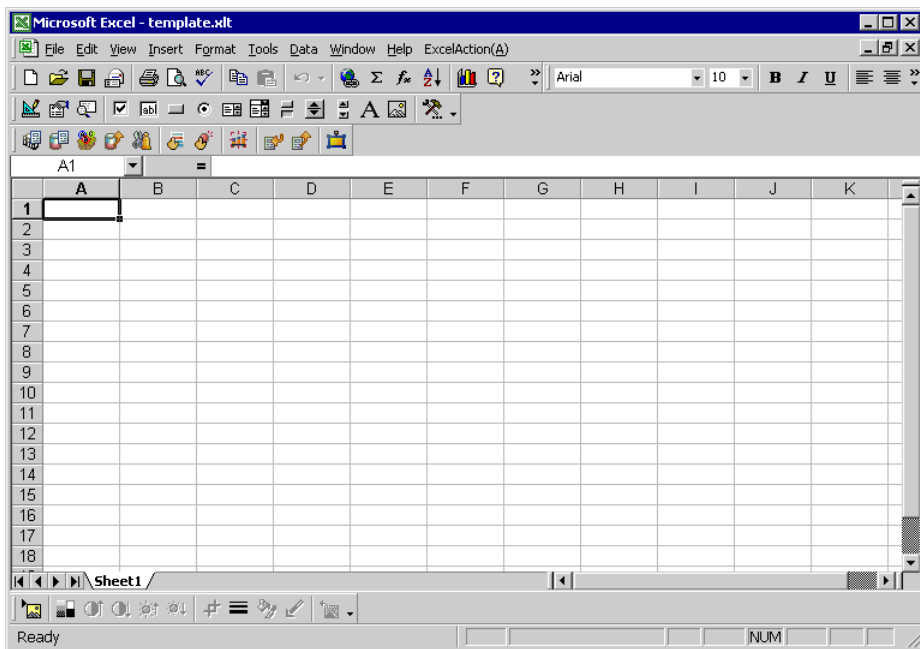 Microsoft Excel - template.xlt
File Edit View Insert Format Tools Data Window Help ExcelAction(A)
Arial 10 B I U
A
A1 =
A B C D E F G H I J K
1
2
3
4
5
6
7
8
9
10
11
12
13
14
15
16
17
18
Sheet1
Ready NUM